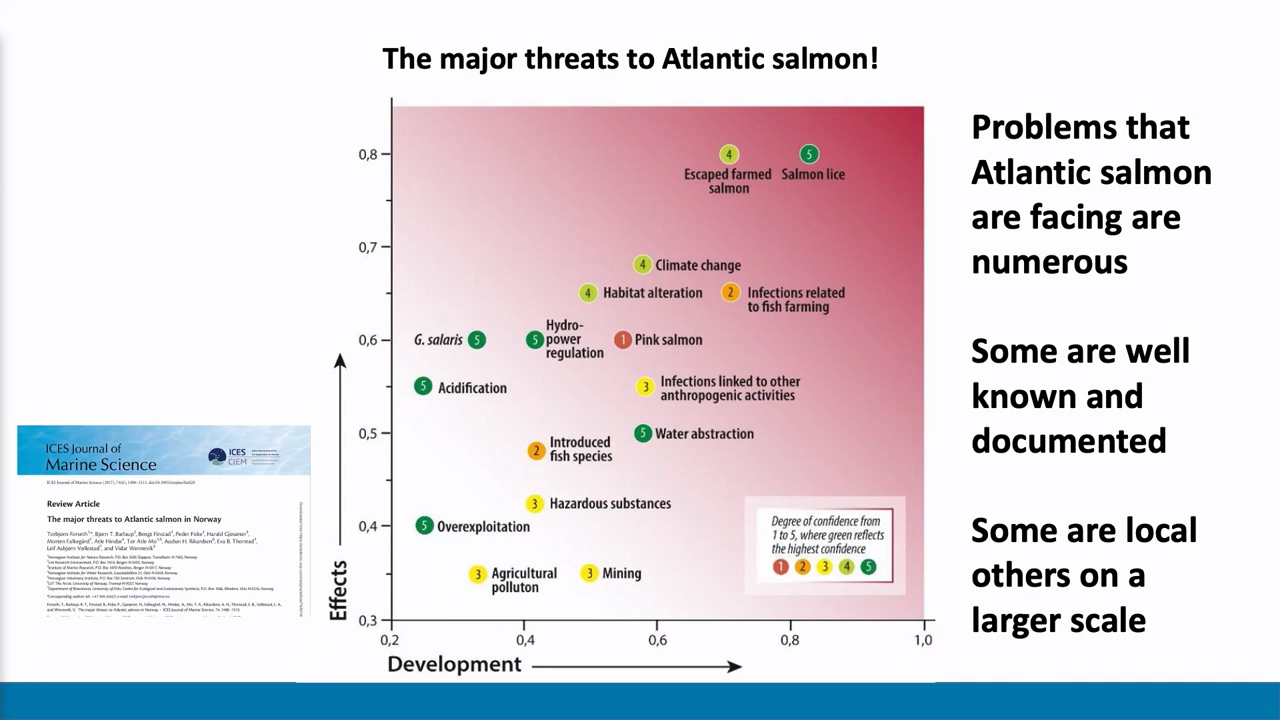 The major threats to Atlantic salmon!
0,8
0,7
0,6
0,5
0,4
0,3
0,2
0,4
0,6
0,8
1,0
Effects
Development
4
Escaped farmed
salmon
5
Salmon lice
4 Climate change
4 Habitat alteration
2 Infections related
to fish farming
G. salaris 5
5 Hydro-
power
regulation
1 Pink salmon
5 Acidification
3 Infections linked to other
anthropogenic activities
5 Water abstraction
2 Introduced
fish species
3 Hazardous substances
5 Overexploitation
3 Agricultural
polluton
3 Mining
Degree of confidence from
1 to 5, where green reflects
the highest confidence
1 2 3 4 5
Problems that
Atlantic salmon
are facing are
numerous
Some are well
known and
documented
Some are local
others on a
larger scale
ICES Journal of
Marine Science
ICES
CIEM
Review Article
The major threats to Atlantic salmon in Norway